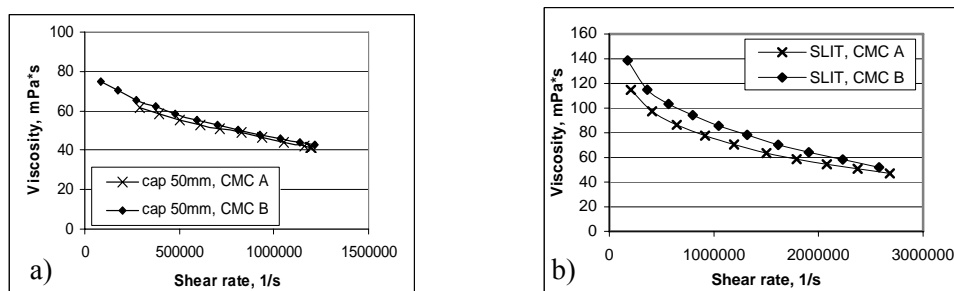 100
80
60
40
20
0
Viscosity, mPa*s
cap 50mm, CMC A
cap 50mm, CMC B
0 500000 1000000 1500000
Shear rate, 1/s
a)
160
140
120
100
80
60
40
20
0
Viscosity, mPa*s
SLIT, CMC A
SLIT, CMC B
0 1000000 2000000 3000000
Shear rate, 1/s
b)